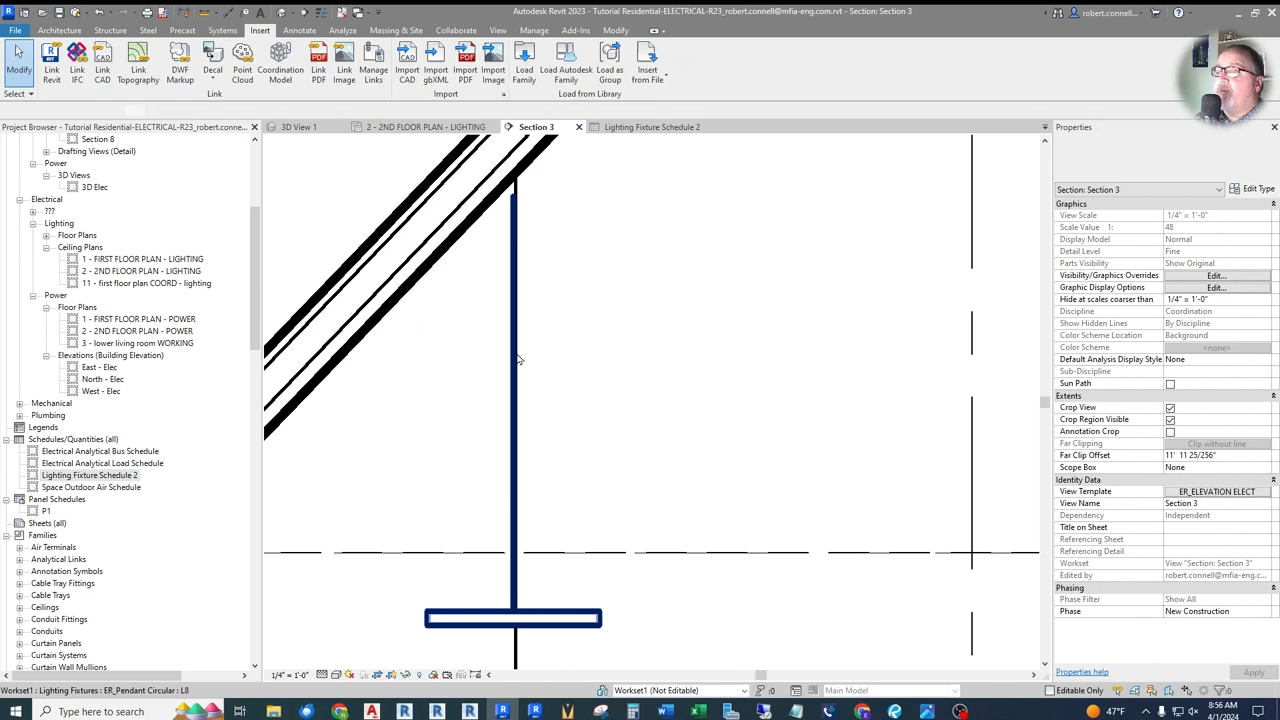 Autodesk Revit 2023 - Tutorial Residential-ELECTRICAL-R23_robert.connell@mfia-eng.com.rvt - Section: Section 3
robert.connell...
File Architecture Structure Steel Precast Systems Insert Annotate Analyze Massing & Site Collaborate View Manage Add-Ins Modify
Modify
Link Revit
Link IFC
Link CAD
Link Topography
DWF Markup
Decal
Point Cloud
Coordination Model
Link PDF
Link Image
Manage Links
Import CAD
Import gbXML
Import PDF
Import Image
Load Family
Load Autodesk Family
Load as Group
Insert from File
Select
Link
Import
Load from Library
Project Browser - Tutorial Residential-ELECTRICAL-R23_robert.connell@mfia-e...
3D View 1
2 - 2ND FLOOR PLAN - LIGHTING
Section 3
Lighting Fixture Schedule 2
Properties
Section 8
Drafting Views (Detail)
Power
3D Views
3D Elec
Electrical
???
Lighting
Floor Plans
Ceiling Plans
1 - FIRST FLOOR PLAN - LIGHTING
2 - 2ND FLOOR PLAN - LIGHTING
11 - first floor plan COORD - lighting
Power
Floor Plans
1 - FIRST FLOOR PLAN - POWER
2 - 2ND FLOOR PLAN - POWER
3 - lower living room WORKING
Elevations (Building Elevation)
East - Elec
North - Elec
West - Elec
Mechanical
Plumbing
Legends
Schedules/Quantities (all)
Electrical Analytical Bus Schedule
Electrical Analytical Load Schedule
Lighting Fixture Schedule 2
Space Outdoor Air Schedule
Panel Schedules
P1
Sheets (all)
Families
Air Terminals
Analytical Links
Annotation Symbols
Cable Tray Fittings
Cable Trays
Ceilings
Conduit Fittings
Conduits
Curtain Panels
Curtain Systems
Curtain Wall Mullions
Section: Section 3
Edit Type
Graphics
View Scale 1/4" = 1'-0"
Scale Value 1: 48
Display Model Normal
Detail Level Fine
Parts Visibility Show Original
Visibility/Graphics Overrides Edit...
Graphic Display Options Edit...
Hide at scales coarser than 1/4" = 1'-0"
Discipline Coordination
Show Hidden Lines By Discipline
Color Scheme Location Background
Color Scheme <none>
Default Analysis Display Style None
Sub-Discipline
Sun Path
Extents
Crop View
Crop Region Visible
Annotation Crop
Far Clipping Clip without line
Far Clip Offset 11' 11 25/256"
Scope Box None
Identity Data
View Template ER_ELEVATION ELECT
View Name Section 3
Dependency Independent
Title on Sheet
Referencing Sheet
Referencing Detail
Workset View "Section: Section 3"
Edited by robert.connell@mfia-eng.c...
Phasing
Phase Filter Show All
Phase New Construction
Properties help
Apply
1/4" = 1'-0"
Workset1 : Lighting Fixtures : ER_Pendant Circular : L8
Workset1 (Not Editable)
:0
Main Model
Editable Only
:0
Type here to search
47°F
8:56 AM
4/1/2024